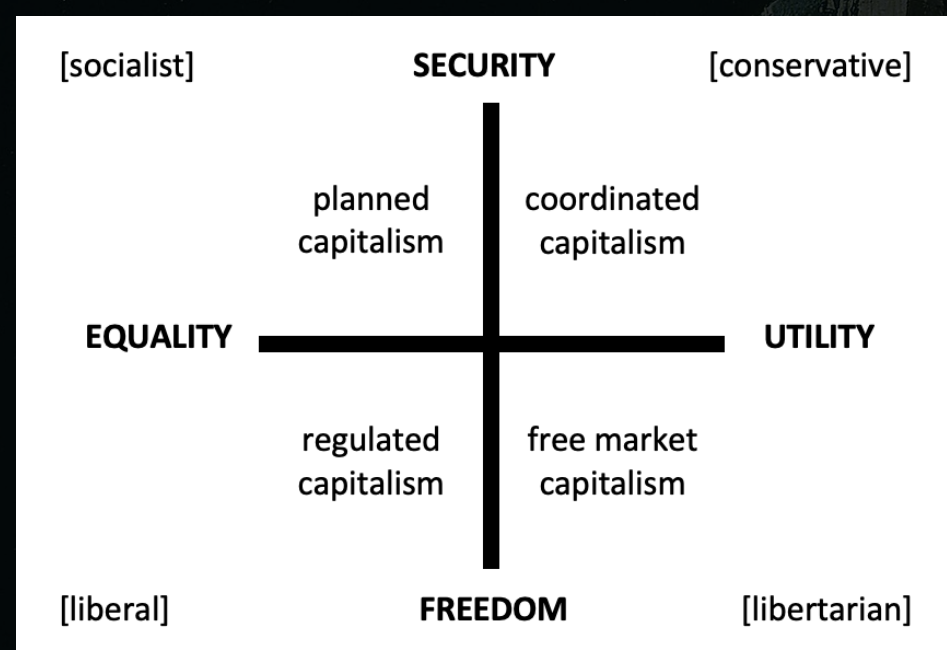 [socialist] SECURITY [conservative]
planned
capitalism
coordinated
capitalism
EQUALITY UTILITY
regulated
capitalism
free market
capitalism
[liberal] FREEDOM [libertarian]